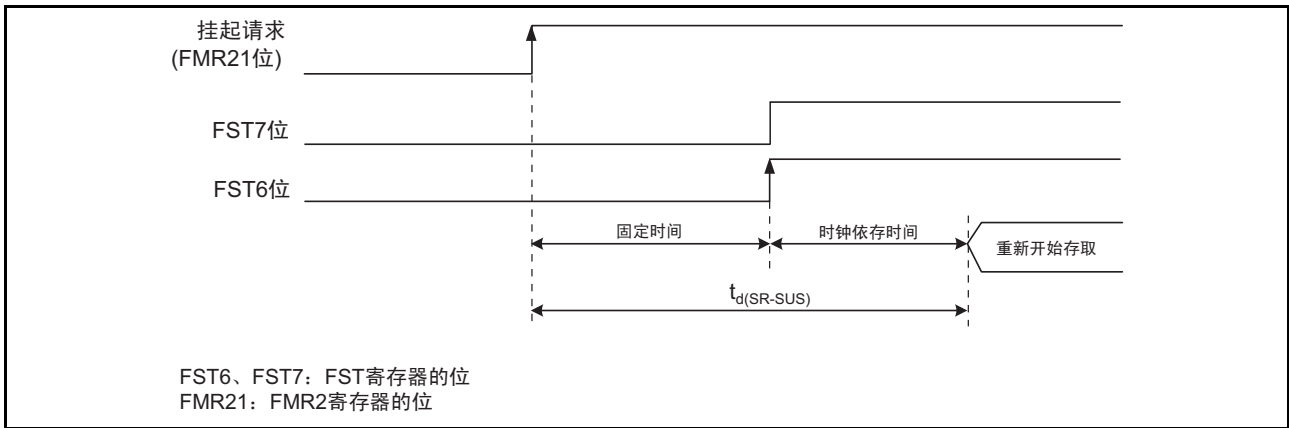 挂起请求
(FMR21位)
FST7位
FST6位
固定时间
时钟依存时间
重新开始存取
td(SR-SUS)
FST6、FST7：FST寄存器的位
FMR21：FMR2寄存器的位